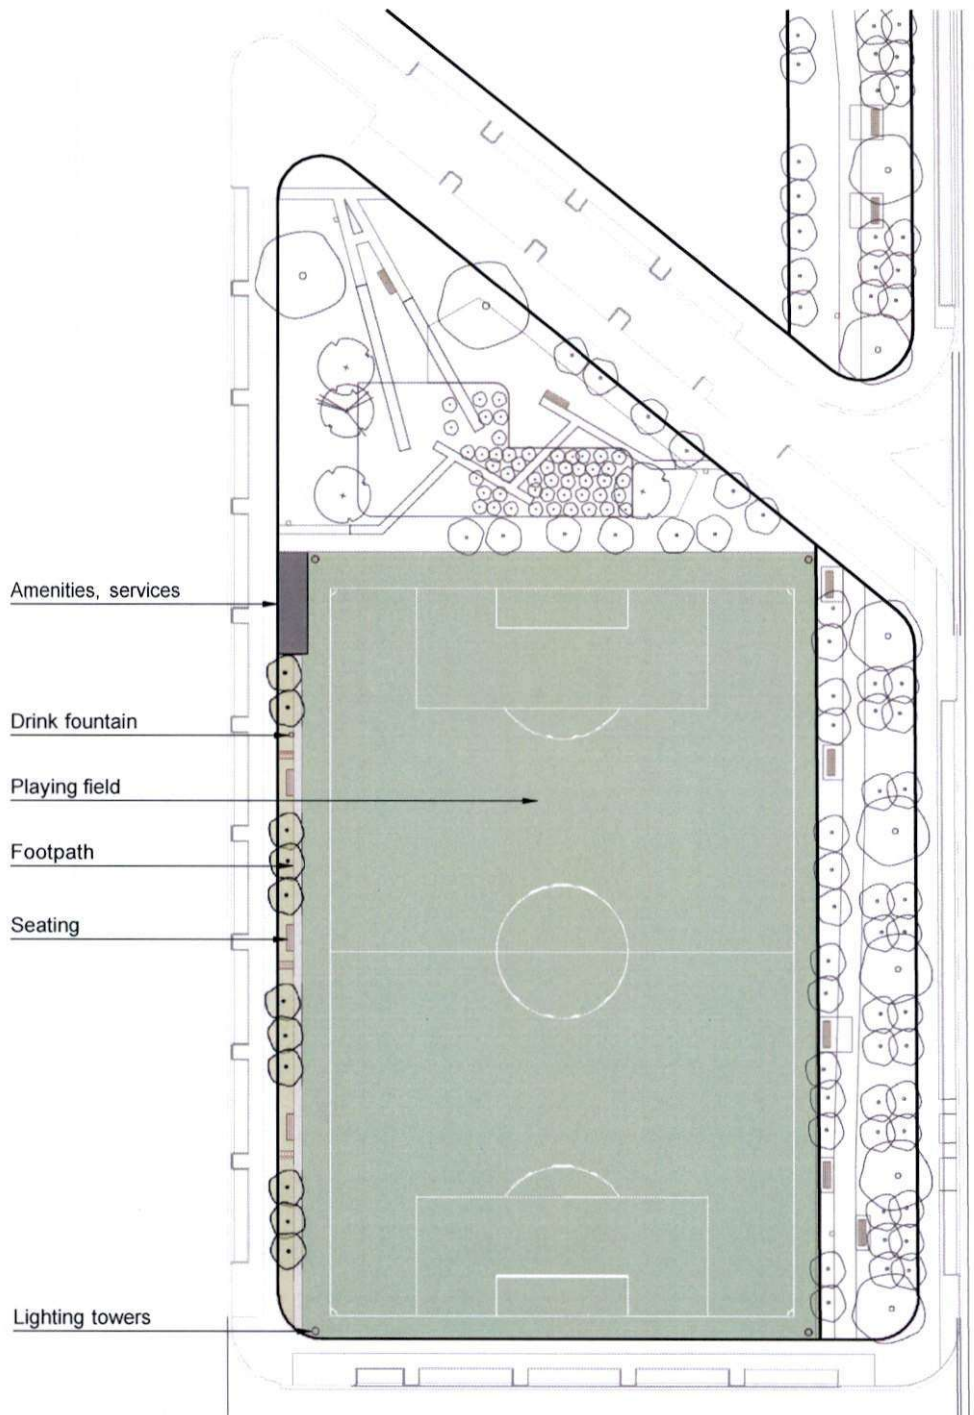 Amenities, services
Drink fountain
Playing field
Footpath
Seating
Lighting towers